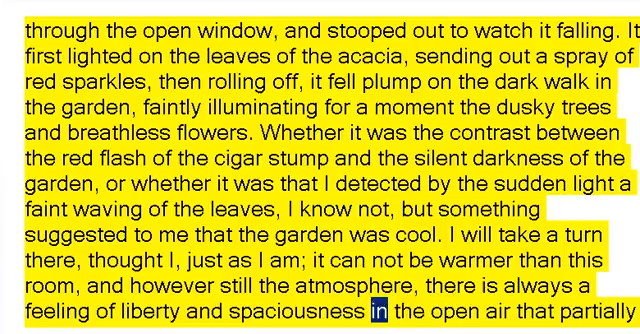 through the open window, and stooped out to watch it falling. It
first lighted on the leaves of the acacia, sending out a spray of
red sparkles, then rolling off, it fell plump on the dark walk in
the garden, faintly illuminating for a moment the dusky trees
and breathless flowers. Whether it was the contrast between
the red flash of the cigar stump and the silent darkness of the
garden, or whether it was that I detected by the sudden light a
faint waving of the leaves, I know not, but something
suggested to me that the garden was cool. I will take a turn
there, thought I, just as I am; it can not be warmer than this
room, and however still the atmosphere, there is always a
feeling of liberty and spaciousness in the open air that partially